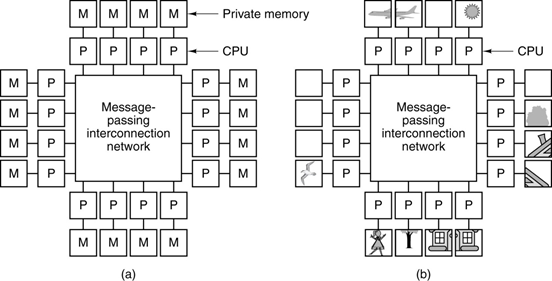 M M M M Private memory
P P P P CPU
M P P M
M P P M
M P P M
M P P M
Message-
passing
interconnection
network
P P P P
M M M M
(a)
P P P P CPU
P P
P P
P P
P P
Message-
passing
interconnection
network
P P P P
(b)